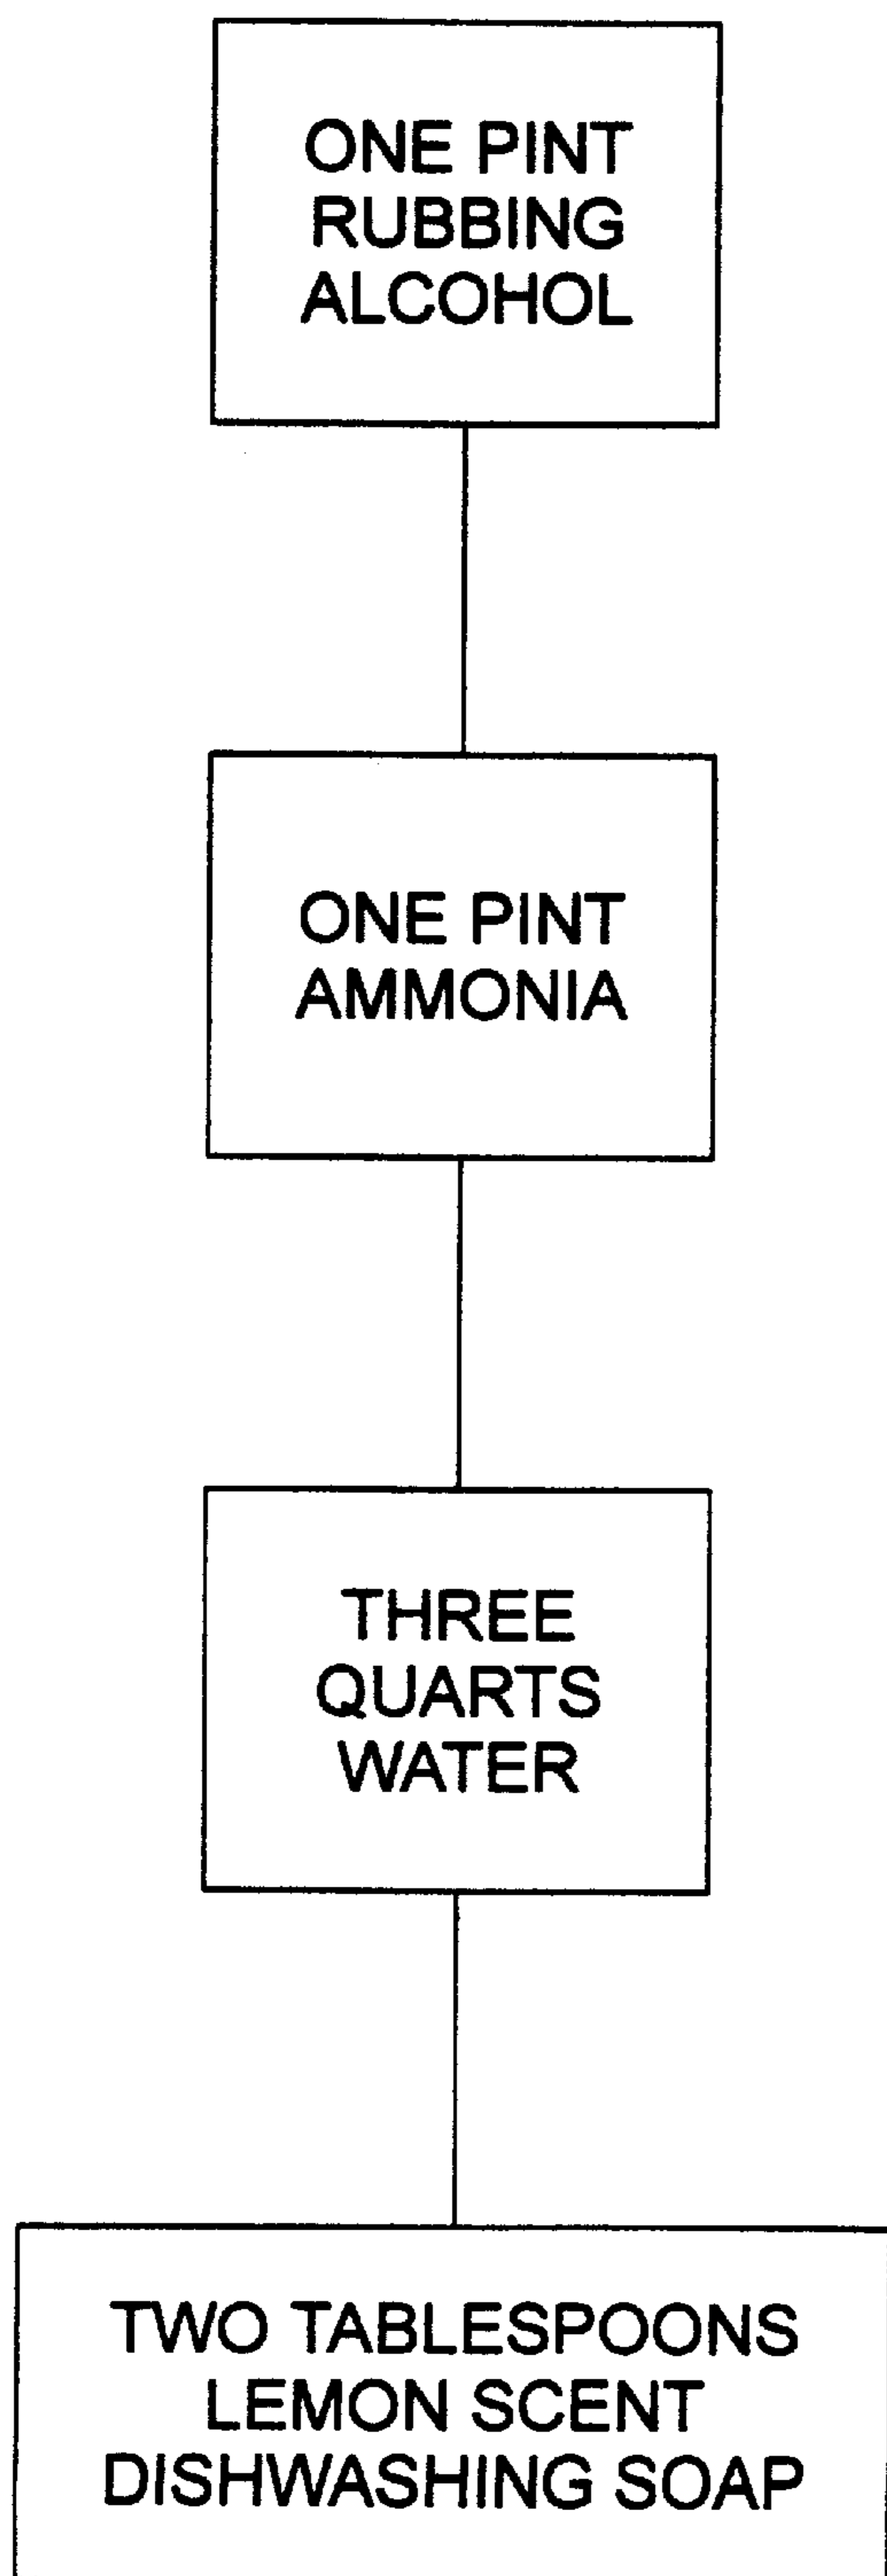 ONE PINT
RUBBING
ALCOHOL
ONE PINT
AMMONIA
THREE
QUARTS
WATER
TWO TABLESPOONS
LEMON SCENT
DISHWASHING SOAP